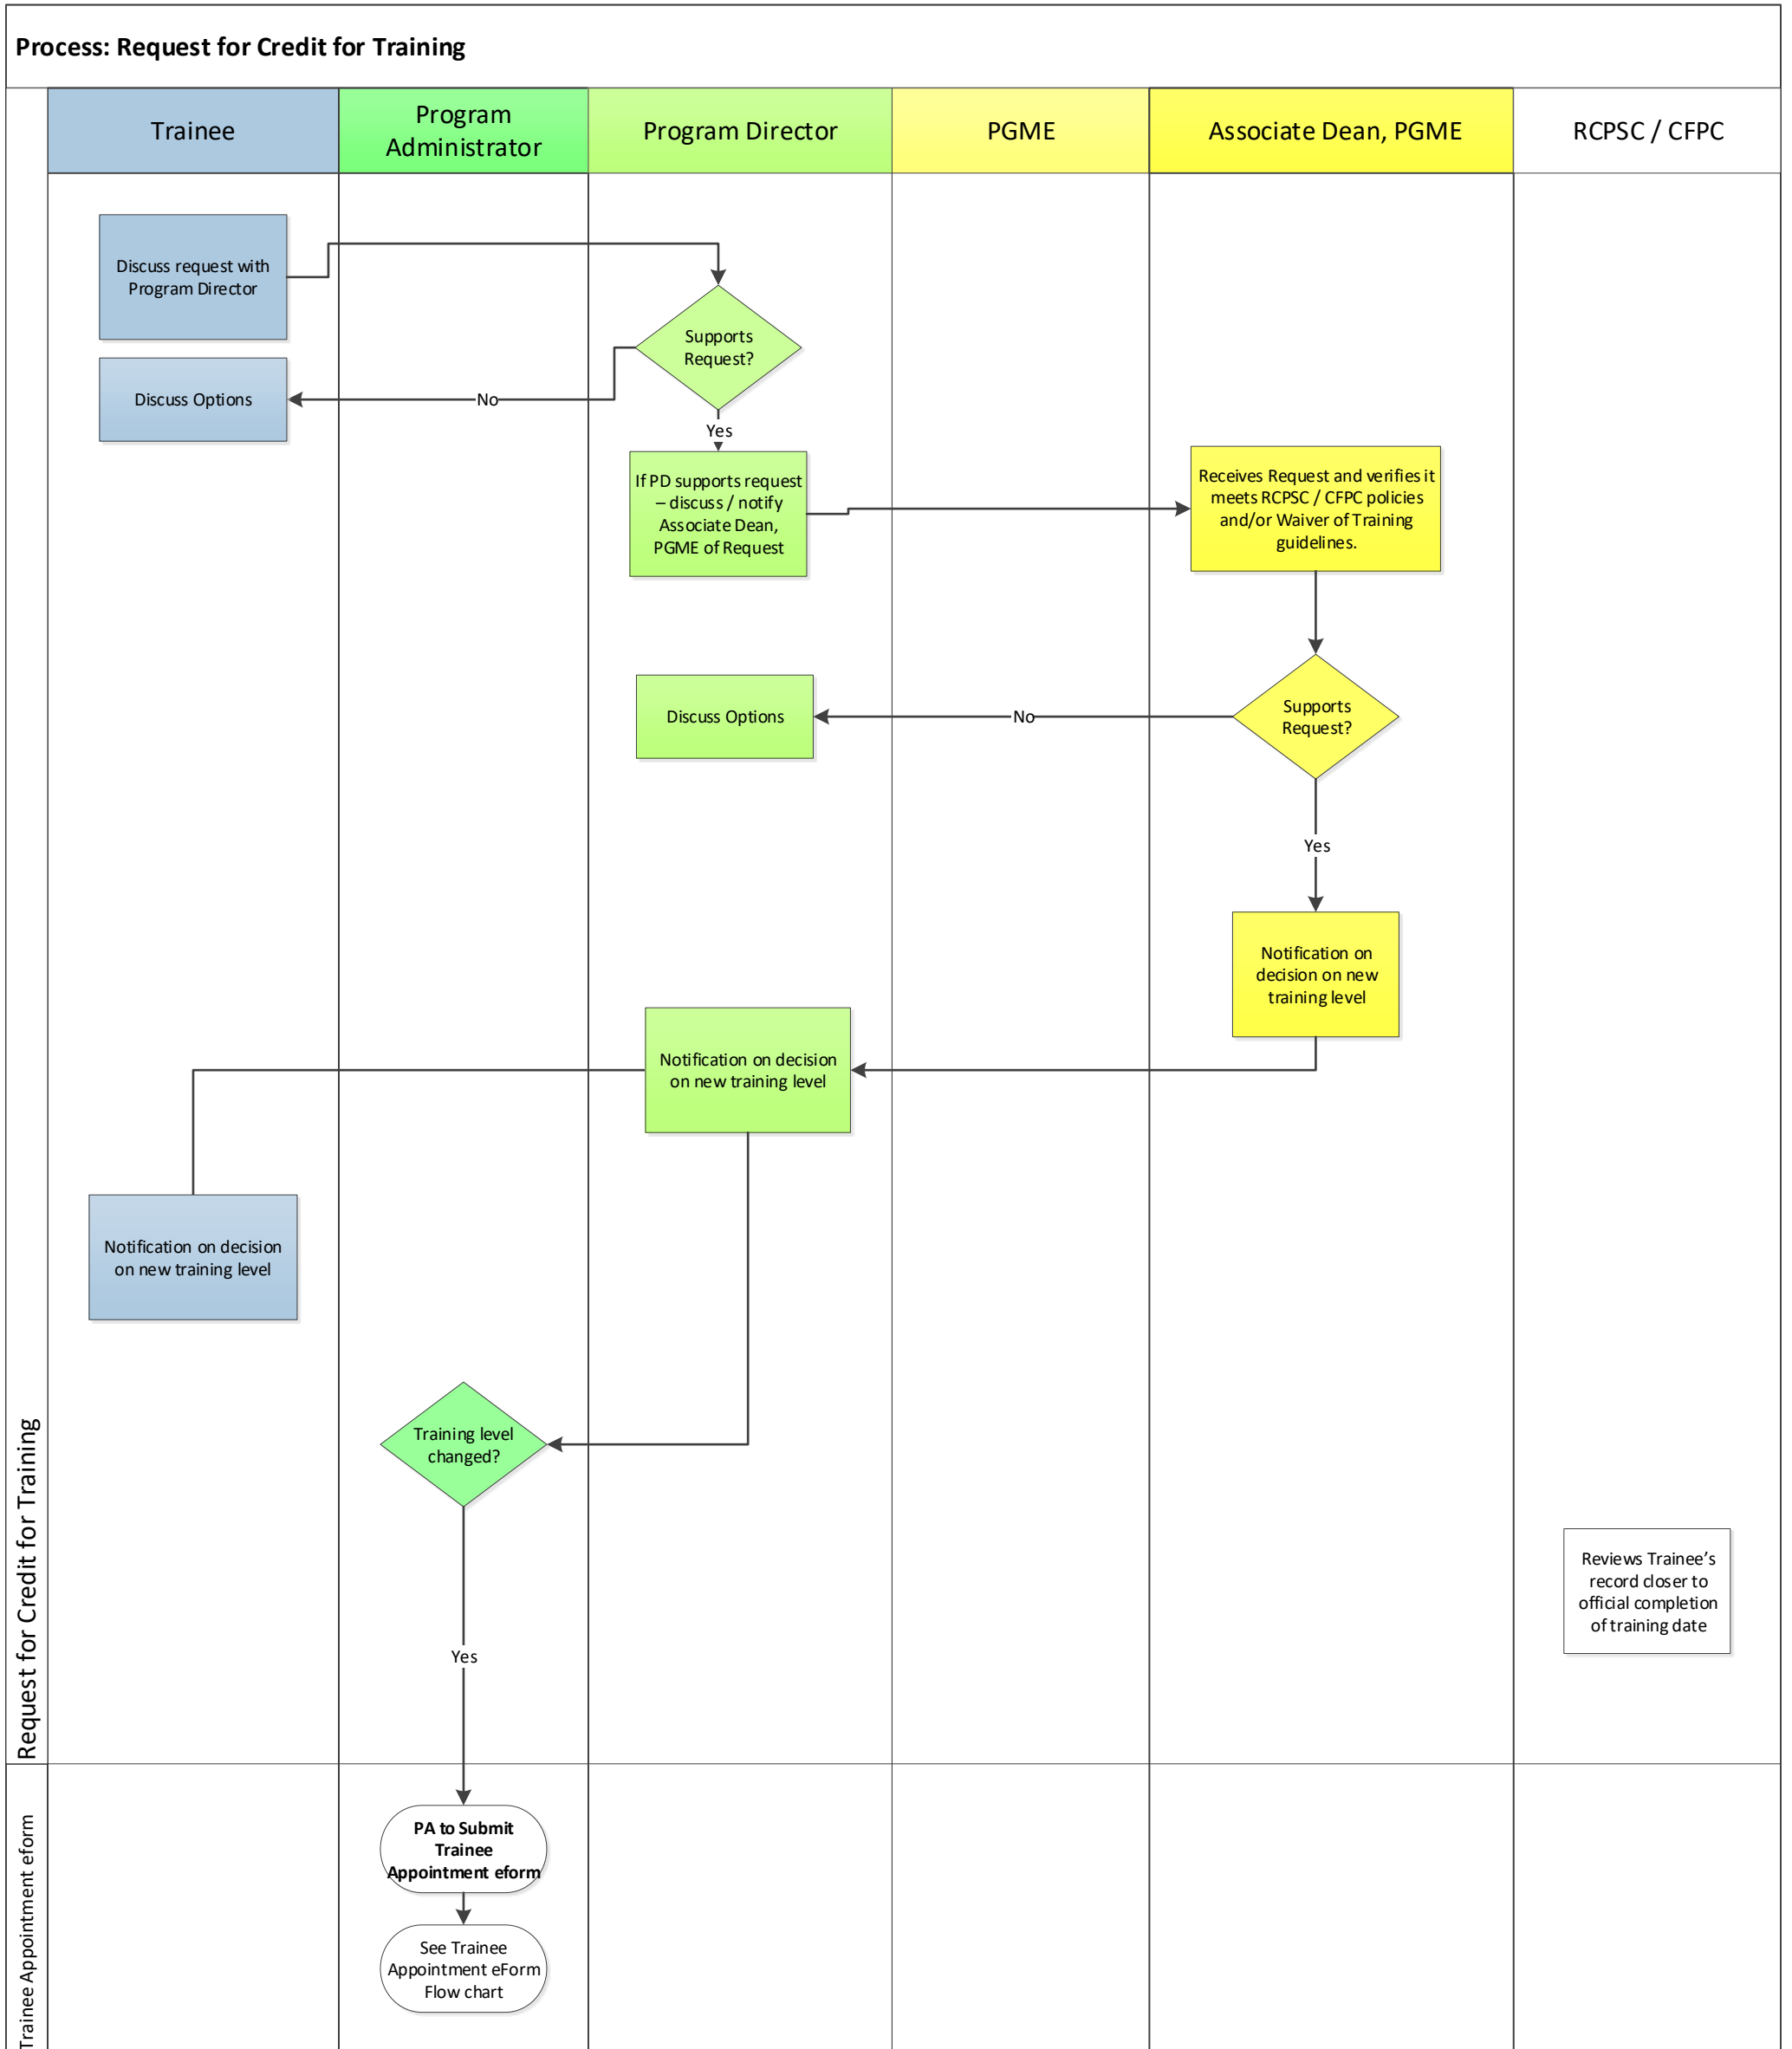 Process: Request for Credit for Training
Trainee
Program
Administrator
Program Director
PGME
Associate Dean, PGME
RCPSC / CFPC
Discuss request with
Program Director
Supports
Request?
Discuss Options
No
Yes
If PD supports request
– discuss / notify
Associate Dean,
PGME of Request
Receives Request and verifies it
meets RCPSC / CFPC policies
and/or Waiver of Training
guidelines.
Discuss Options
No
Supports
Request?
Yes
Notification on
decision on new
training level
Notification on decision
on new training level
Notification on decision
on new training level
Training level
changed?
Request for Credit for Training
Reviews Trainee's
record closer to
official completion
of training date
Yes
Trainee Appointment eform
PA to Submit
Trainee
Appointment eform
See Trainee
Appointment eForm
Flow chart